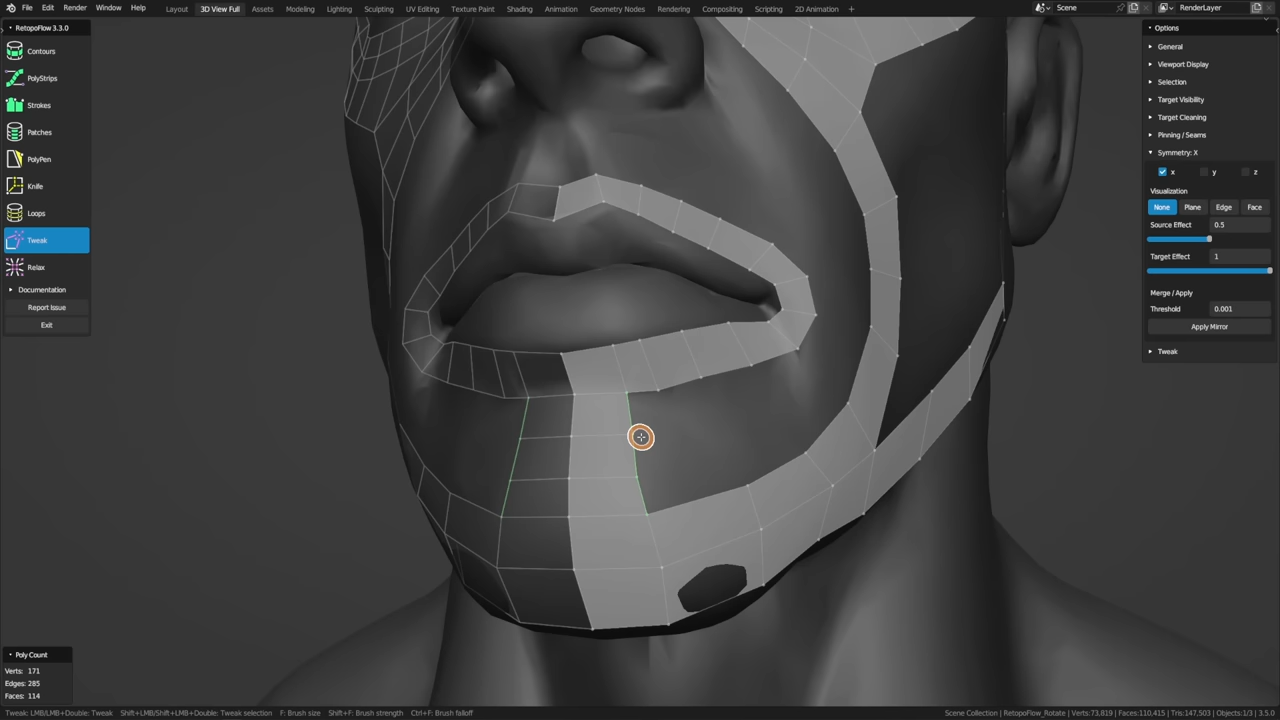 File Edit Render Window Help
Layout 3D View Full Assets Modeling Lighting Sculpting UV Editing Texture Paint Shading Animation Geometry Nodes Rendering Compositing Scripting 2D Animation +
Scene
RenderLayer
RetopoFlow 3.3.0
Contours
PolyStrips
Strokes
Patches
PolyPen
Knife
Loops
Tweak
Relax
Documentation
Report Issue
Exit
Options
General
Viewport Display
Selection
Target Visibility
Target Cleaning
Pinning / Seams
Symmetry: X
x y z
Visualization
None Plane Edge Face
Source Effect 0.5
Target Effect 1
Merge / Apply
Threshold 0.001
Apply Mirror
Tweak
Poly Count
Verts: 171
Edges: 285
Faces: 114
Tweak: LMB/LMB+Double: Tweak Shift+LMB/Shift+LMB+Double: Tweak selection F: Brush size Shift+F: Brush strength Ctrl+F: Brush falloff
Scene Collection | RetopoFlow_Rotate | Verts:73,819 | Faces:110,415 | Tris:147,503 | Objects:1/3 | 3.5.0